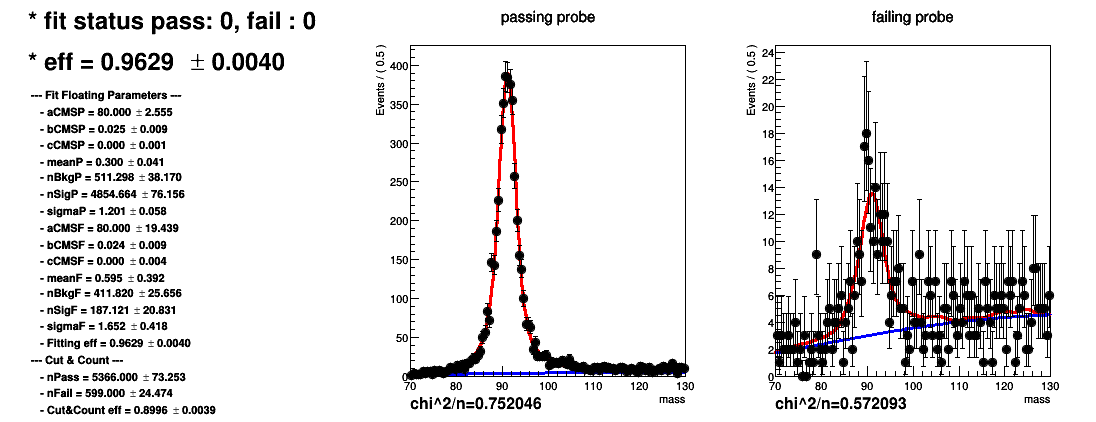 * fit status pass: 0, fail : 0
* eff = 0.9629 ± 0.0040
--- Fit Floating Parameters ---
- aCMSP = 80.000 ± 2.555
- bCMSP = 0.025 ± 0.009
- cCMSP = 0.000 ± 0.001
- meanP = 0.300 ± 0.041
- nBkgP = 511.298 ± 38.170
- nSigP = 4854.664 ± 76.156
- sigmaP = 1.201 ± 0.058
- aCMSF = 80.000 ± 19.439
- bCMSF = 0.024 ± 0.009
- cCMSF = 0.000 ± 0.004
- meanF = 0.595 ± 0.392
- nBkgF = 411.820 ± 25.656
- nSigF = 187.121 ± 20.831
- sigmaF = 1.652 ± 0.418
- Fitting eff = 0.9629 ± 0.0040
--- Cut & Count ---
- nPass = 5366.000 ± 73.253
- nFail = 599.000 ± 24.474
- Cut&Count eff = 0.8996 ± 0.0039
passing probe
Events / ( 0.5 )
400
350
300
250
200
150
100
50
0
70 80 90 100 110 120 130
mass
chi^2/n=0.752046
failing probe
Events / ( 0.5 )
24
22
20
18
16
14
12
10
8
6
4
2
0
70 80 90 100 110 120 130
mass
chi^2/n=0.572093